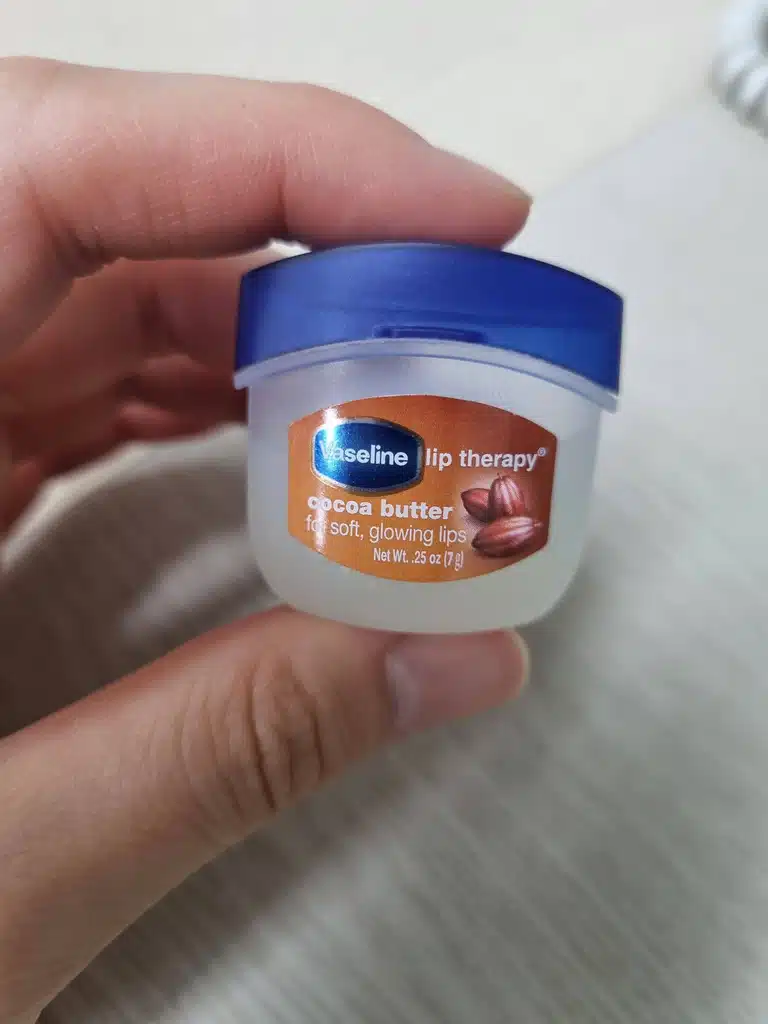 Vaseline lip therapy®
cocoa butter
for soft, glowing lips
Net Wt. .25 oz (7 g)